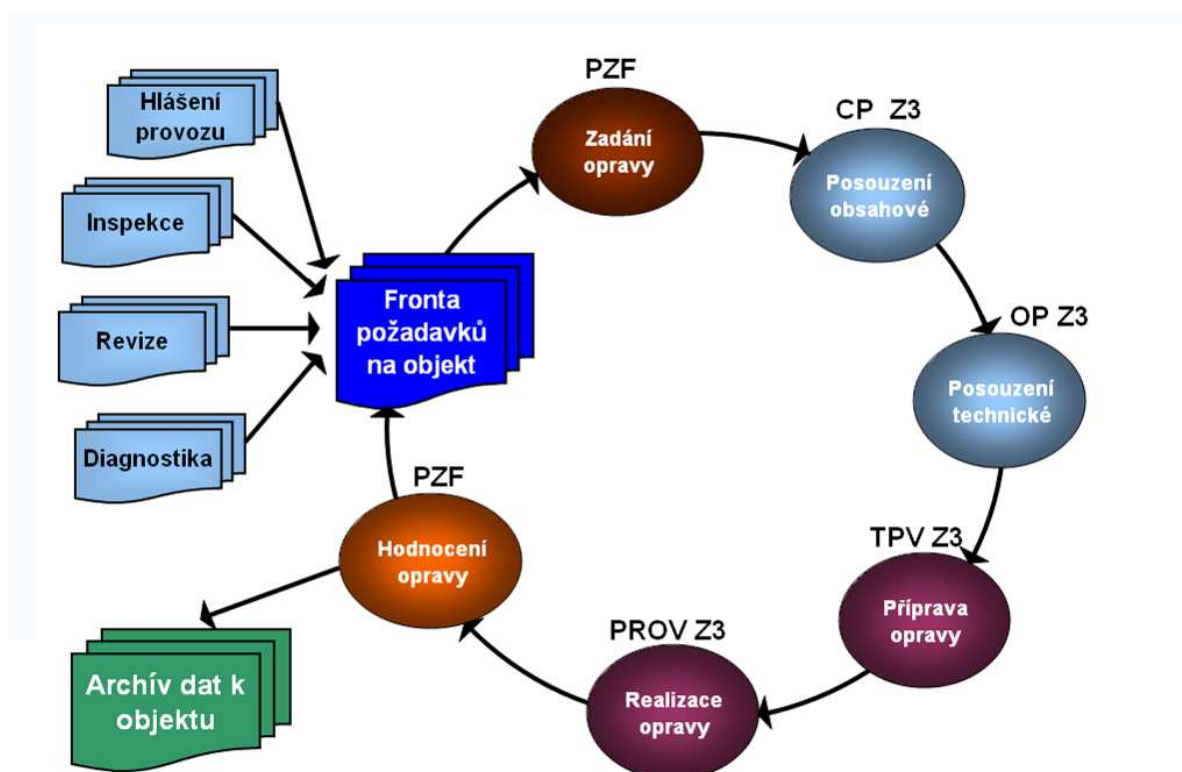 Hlášení
provozu
Inspekce
Revize
Diagnostika
Fronta
požadavků
na objekt
PZF
Zadání
opravy
CP Z3
Posouzení
obsahové
OP Z3
Posouzení
technické
TPV Z3
Příprava
opravy
PROV Z3
Realizace
opravy
PZF
Hodnocení
opravy
Archív dat k
objektu